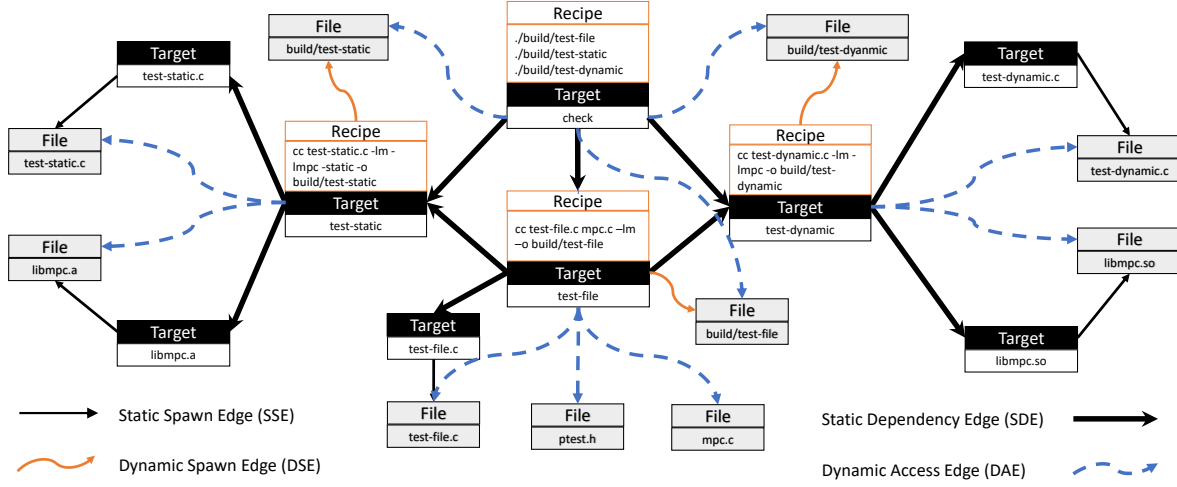 Recipe
./build/test-file
./build/test-static
./build/test-dynamic
Target
check
File
build/test-static
File
build/test-dyanmic
Target
test-static.c
Target
test-dynamic.c
File
test-static.c
Recipe
cc test-static.c -lm -
lmpc -static -o
build/test-static
Target
test-static
Recipe
cc test-dynamic.c -lm -
lmpc -o build/test-
dynamic
Target
test-dynamic
File
test-dynamic.c
Recipe
cc test-file.c mpc.c –lm
–o build/test-file
Target
test-file
File
libmpc.a
File
libmpc.so
Target
libmpc.a
Target
test-file.c
File
build/test-file
Target
libmpc.so
File
test-file.c
File
ptest.h
File
mpc.c
Static Spawn Edge (SSE)
Dynamic Spawn Edge (DSE)
Static Dependency Edge (SDE)
Dynamic Access Edge (DAE)